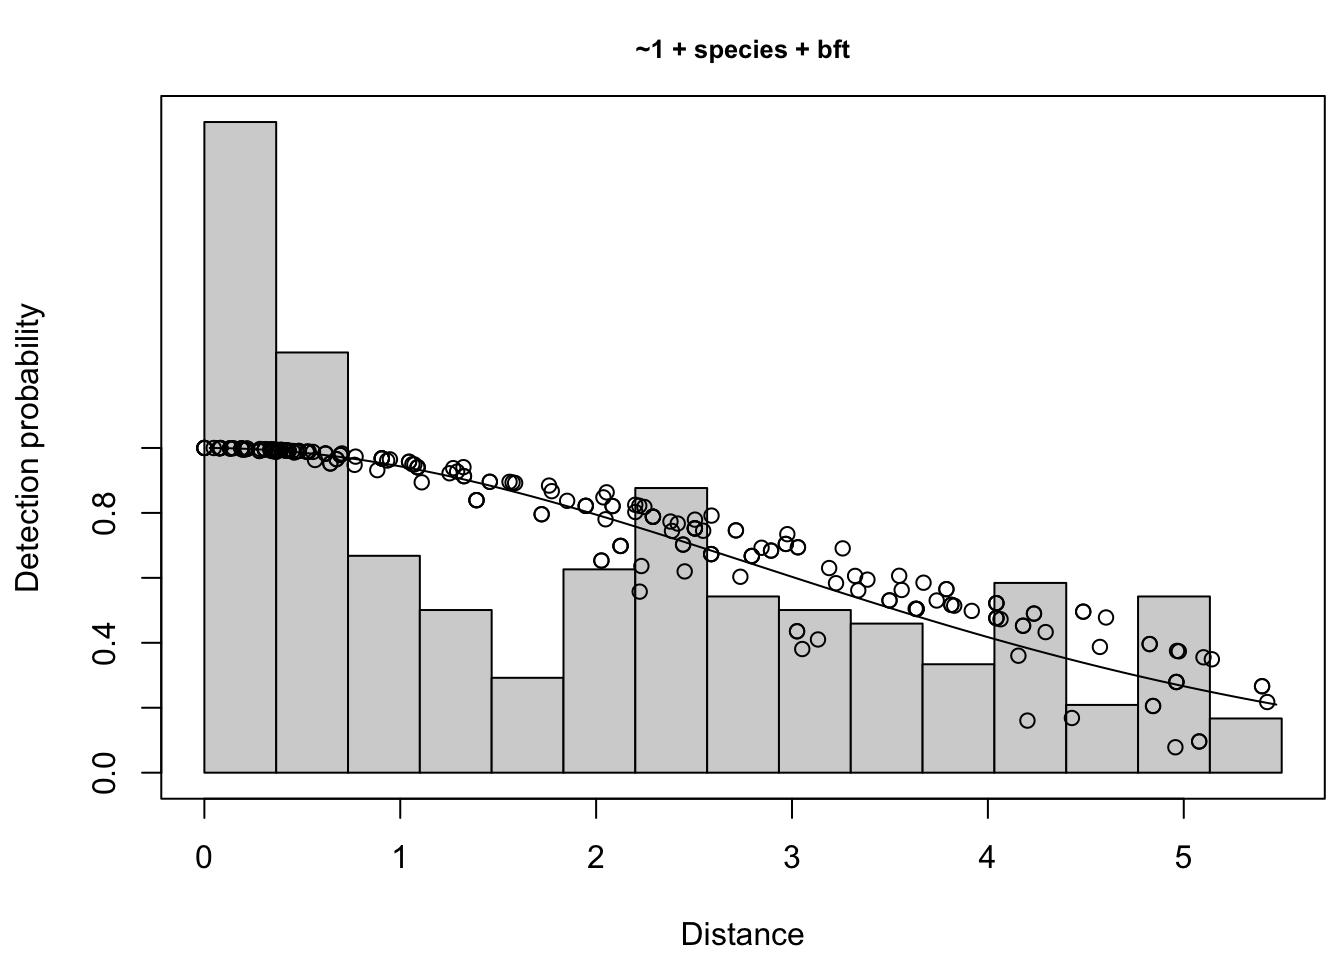 ~1 + species + bft
Detection probability
0.8
0.4
0.0
0 1 2 3 4 5
Distance